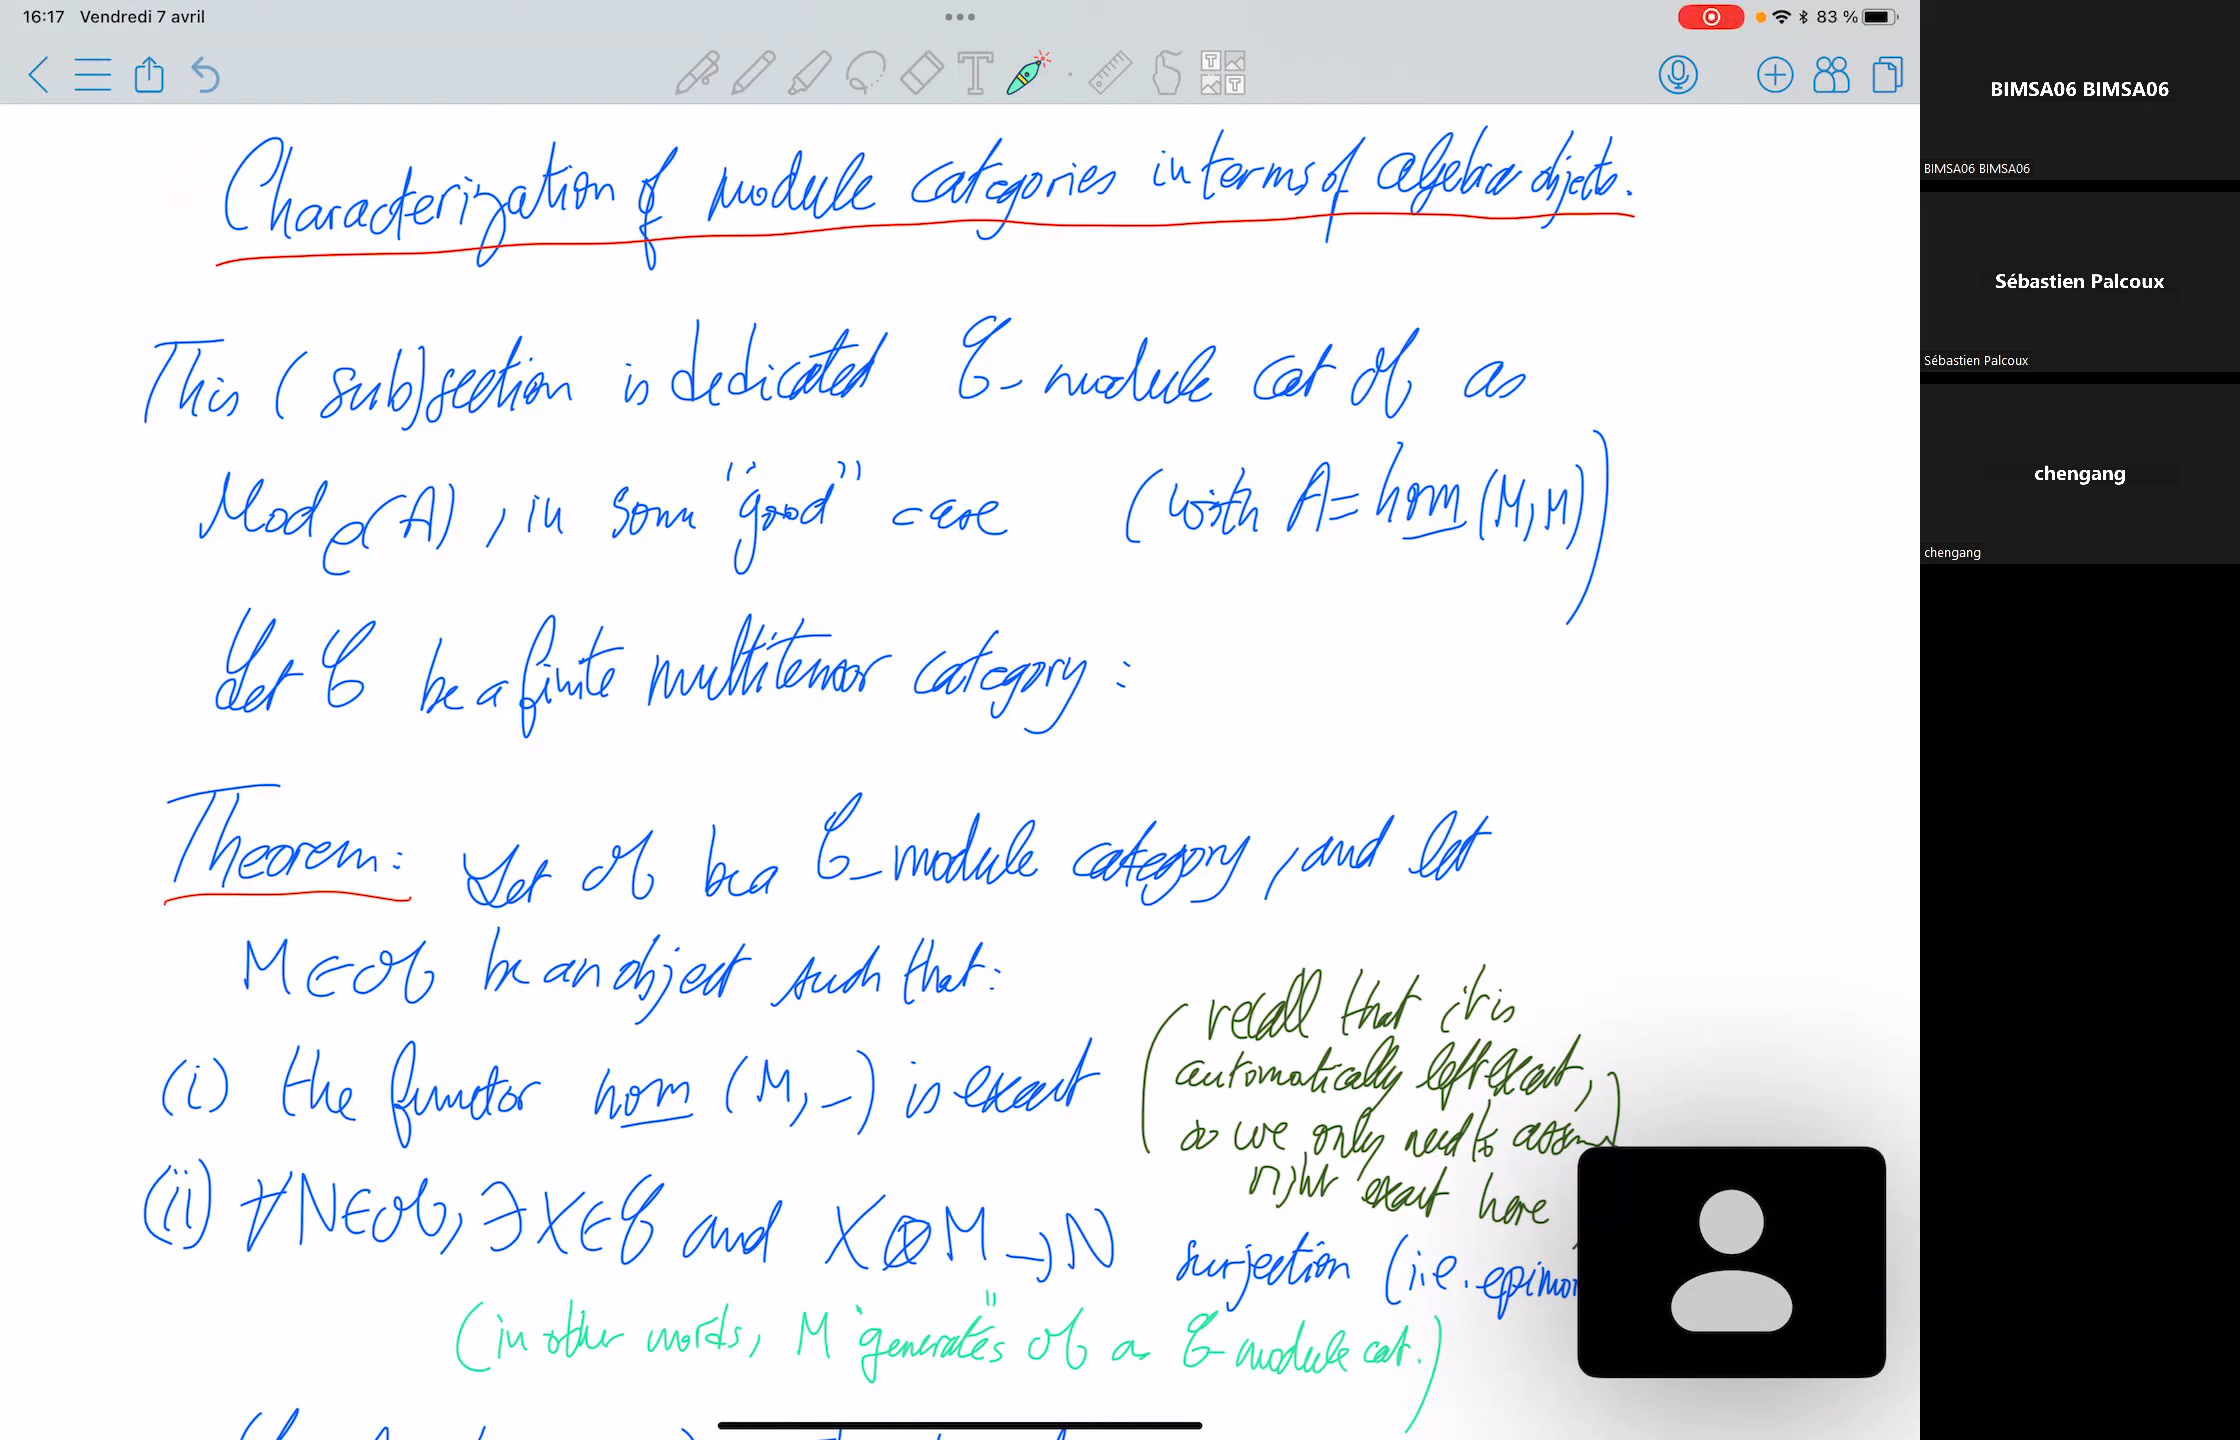 16:17 Vendredi 7 avril
83 %
Characterization of module categories in terms of algebra objects.
This (sub)section is dedicated 𝒞-module cat ℳ as
Mod_𝒞(A), in some "good" case (with A = hom(M,M))
Let 𝒞 be a finite multitensor category:
Theorem: Let ℳ be a 𝒞-module category, and let
M ∈ ℳ be an object such that:
(i) the functor hom (M, -) is exact
(recall that it is
automatically left exact,
so we only need to assum
right exact here
(ii) ∀N∈ℳ, ∃X∈𝒞 and X⊗M → N surjection (i.e. epimor
(in other words, M "generates" ℳ as 𝒞-module cat.)
BIMSA06 BIMSA06
BIMSA06 BIMSA06
Sébastien Palcoux
Sébastien Palcoux
chengang
chengang